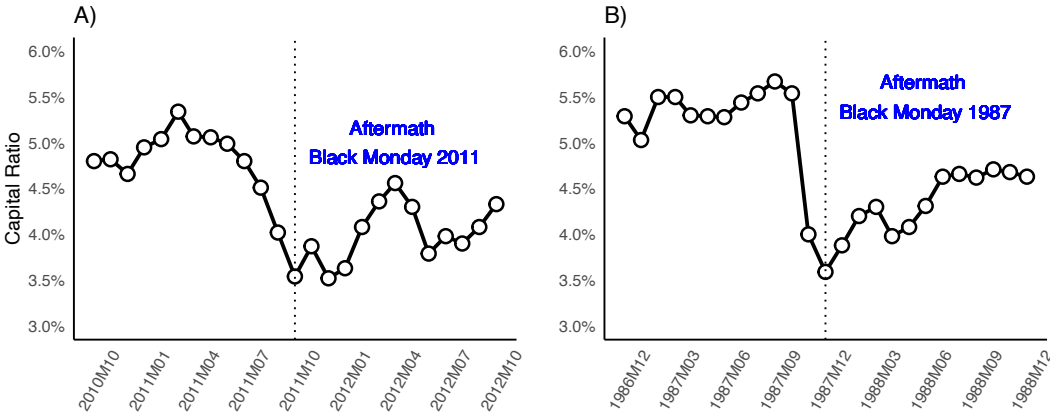 A)
Capital Ratio
6.0%
5.5%
5.0%
4.5%
4.0%
3.5%
3.0%
Aftermath
Black Monday 2011
2010M10
2011M01
2011M04
2011M07
2011M10
2012M01
2012M04
2012M07
2012M10
B)
6.0%
5.5%
5.0%
4.5%
4.0%
3.5%
3.0%
Aftermath
Black Monday 1987
1986M12
1987M03
1987M06
1987M09
1987M12
1988M03
1988M06
1988M09
1988M12